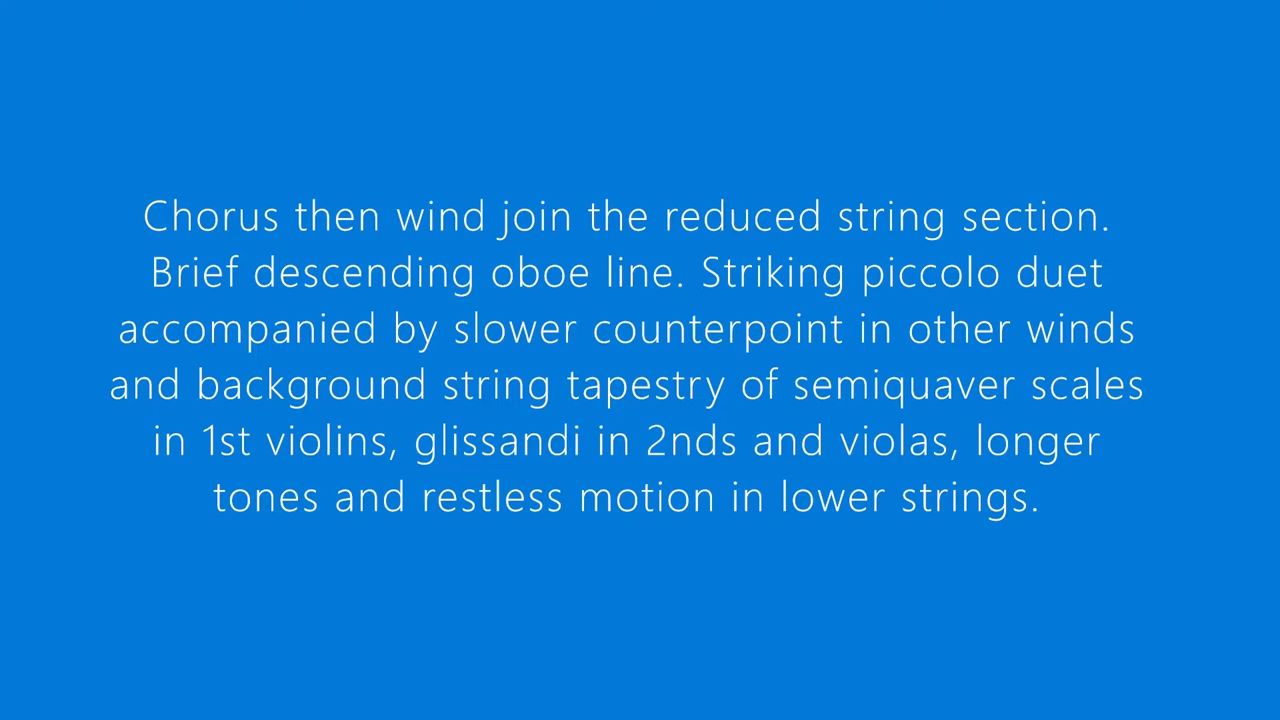 Chorus then wind join the reduced string section.
Brief descending oboe line. Striking piccolo duet
accompanied by slower counterpoint in other winds
and background string tapestry of semiquaver scales
in 1st violins, glissandi in 2nds and violas, longer
tones and restless motion in lower strings.